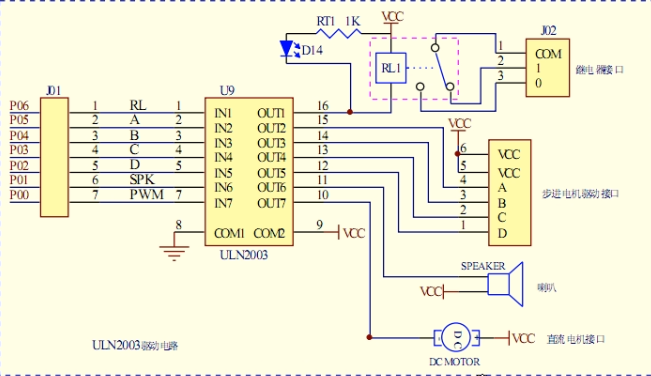 VCC
RT1 1K
J02
D14
1 COM
RL1
2 1
继电器接口
3 0
J01
U9
P06 1 RL 1 IN1 OUT1 16
P05 2 A 2 IN2 OUT2 15
P04 3 B 3 IN3 OUT3 14
P03 4 C 4 IN4 OUT4 13
P02 5 D 5 IN5 OUT5 12
P01 6 SPK 6 IN6 OUT6 11
P00 7 PWM 7 IN7 OUT7 10
8 COM1 COM2 9 VCC
ULN2003
VCC
6 VCC
5 VCC
4 A
3 B
2 C
1 D
步进电机驱动接口
SPEAKER
VCC
喇叭
DC
VCC
直流电机接口
DC MOTOR
ULN2003驱动电路